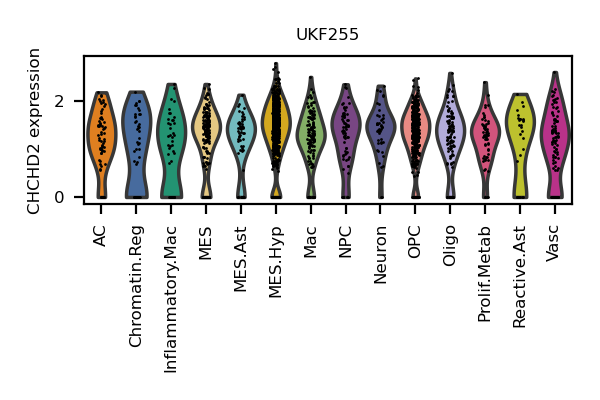 UKF255
CHCHD2 expression
2
0
AC
Chromatin.Reg
Inflammatory.Mac
MES
MES.Ast
MES.Hyp
Mac
NPC
Neuron
OPC
Oligo
Prolif.Metab
Reactive.Ast
Vasc